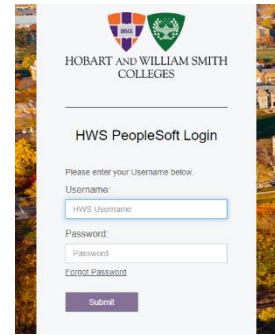 HOBART AND WILLIAM SMITH
COLLEGES
HWS PeopleSoft Login
Please enter your Username below.
Username:
HWS Username
Password:
Password
Forgot Password
Submit